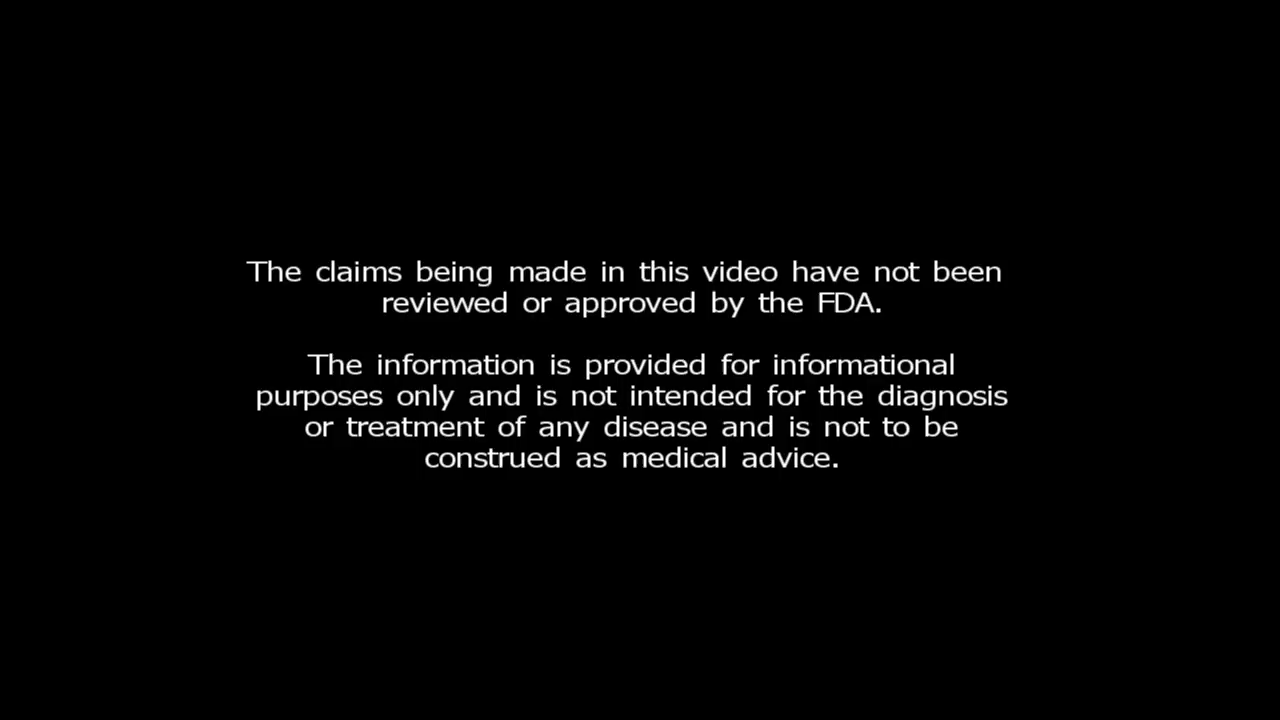 The claims being made in this video have not been
reviewed or approved by the FDA.
The information is provided for informational
purposes only and is not intended for the diagnosis
or treatment of any disease and is not to be
construed as medical advice.